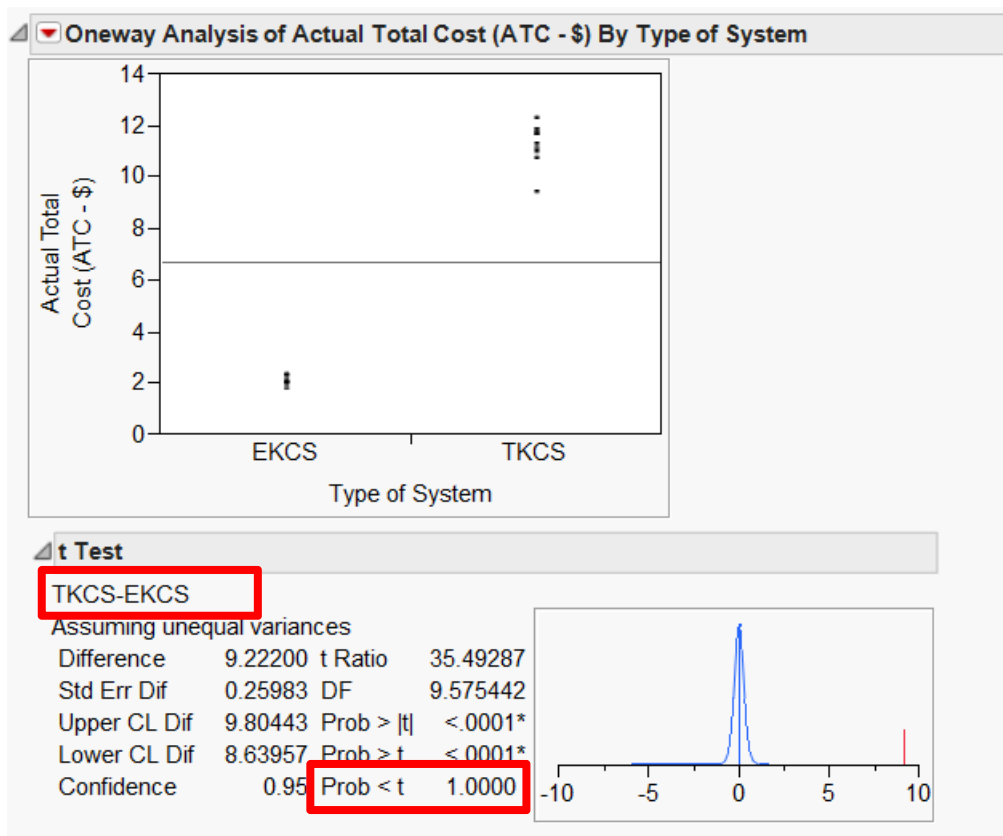 Oneway Analysis of Actual Total Cost (ATC - $) By Type of System
14
12
10
8
6
4
2
0
Actual Total
Cost (ATC - $)
EKCS TKCS
Type of System
t Test
TKCS-EKCS
Assuming unequal variances
Difference 9.22200 t Ratio 35.49287
Std Err Dif 0.25983 DF 9.575442
Upper CL Dif 9.80443 Prob > |t| <.0001*
Lower CL Dif 8.63957 Prob > t <.0001*
Confidence 0.95 Prob < t 1.0000
-10 -5 0 5 10